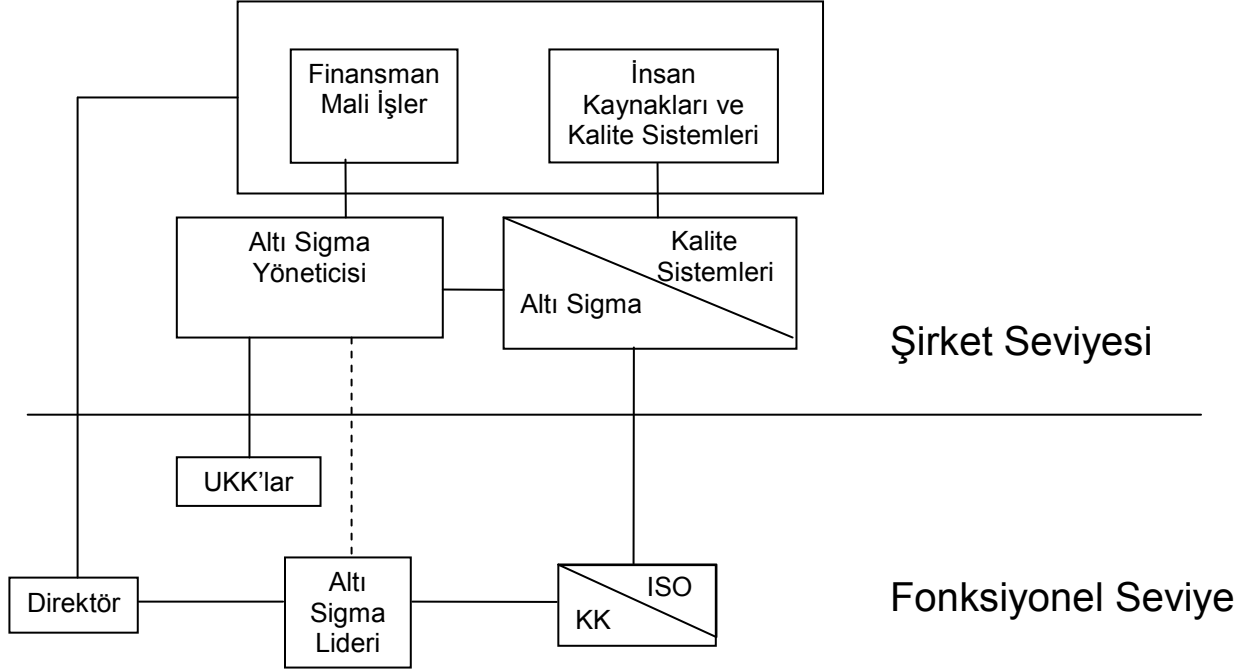 Finansman
Mali İşler
İnsan
Kaynakları ve
Kalite Sistemleri
Altı Sigma
Yöneticisi
Kalite
Sistemleri
Altı Sigma
Şirket Seviyesi
UKK’lar
Direktör
Altı
Sigma
Lideri
ISO
KK
Fonksiyonel Seviye